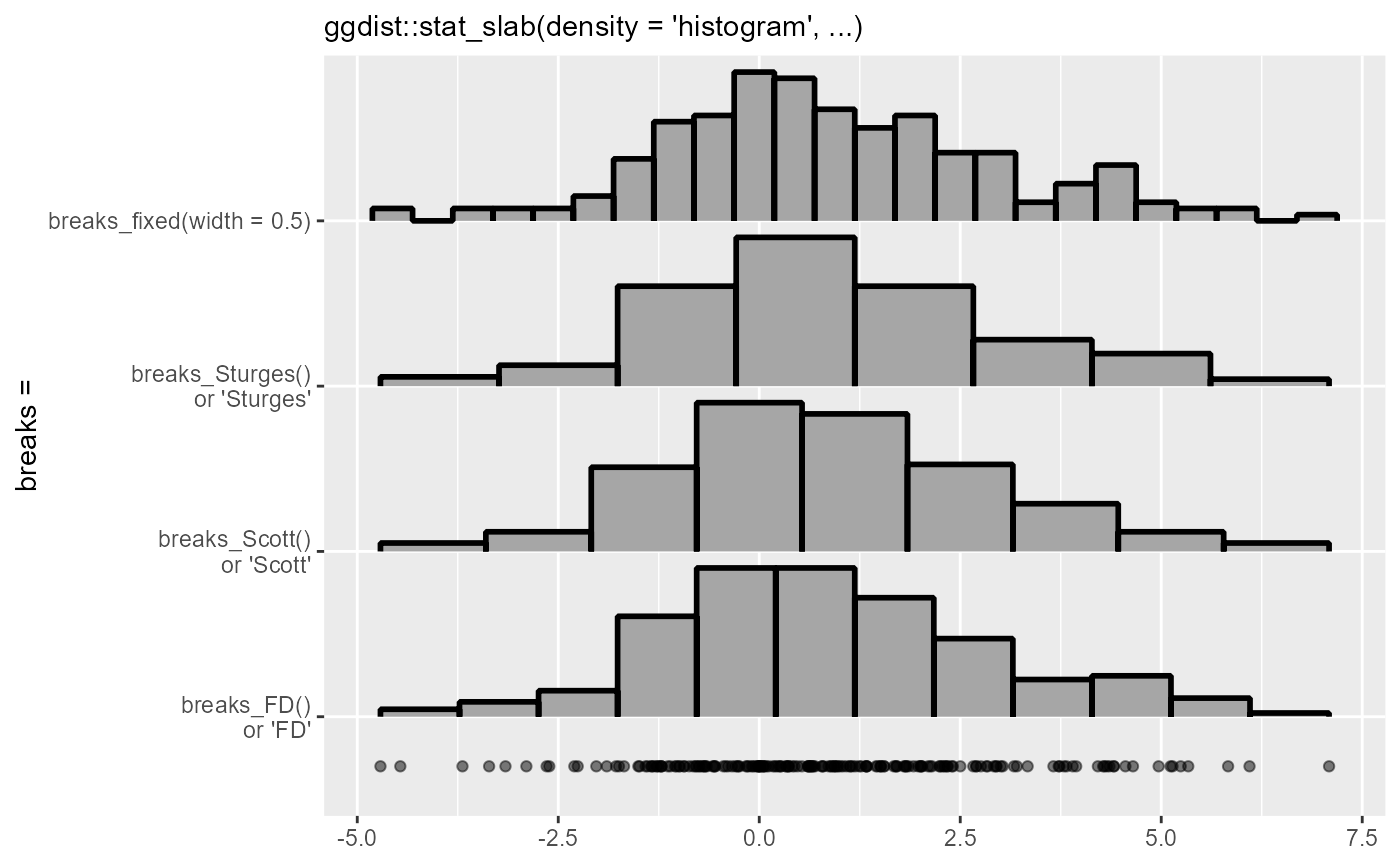 ggdist::stat_slab(density = 'histogram', ...)
breaks =
breaks_fixed(width = 0.5)
breaks_Sturges()
or 'Sturges'
breaks_Scott()
or 'Scott'
breaks_FD()
or 'FD'
-5.0
-2.5
0.0
2.5
5.0
7.5